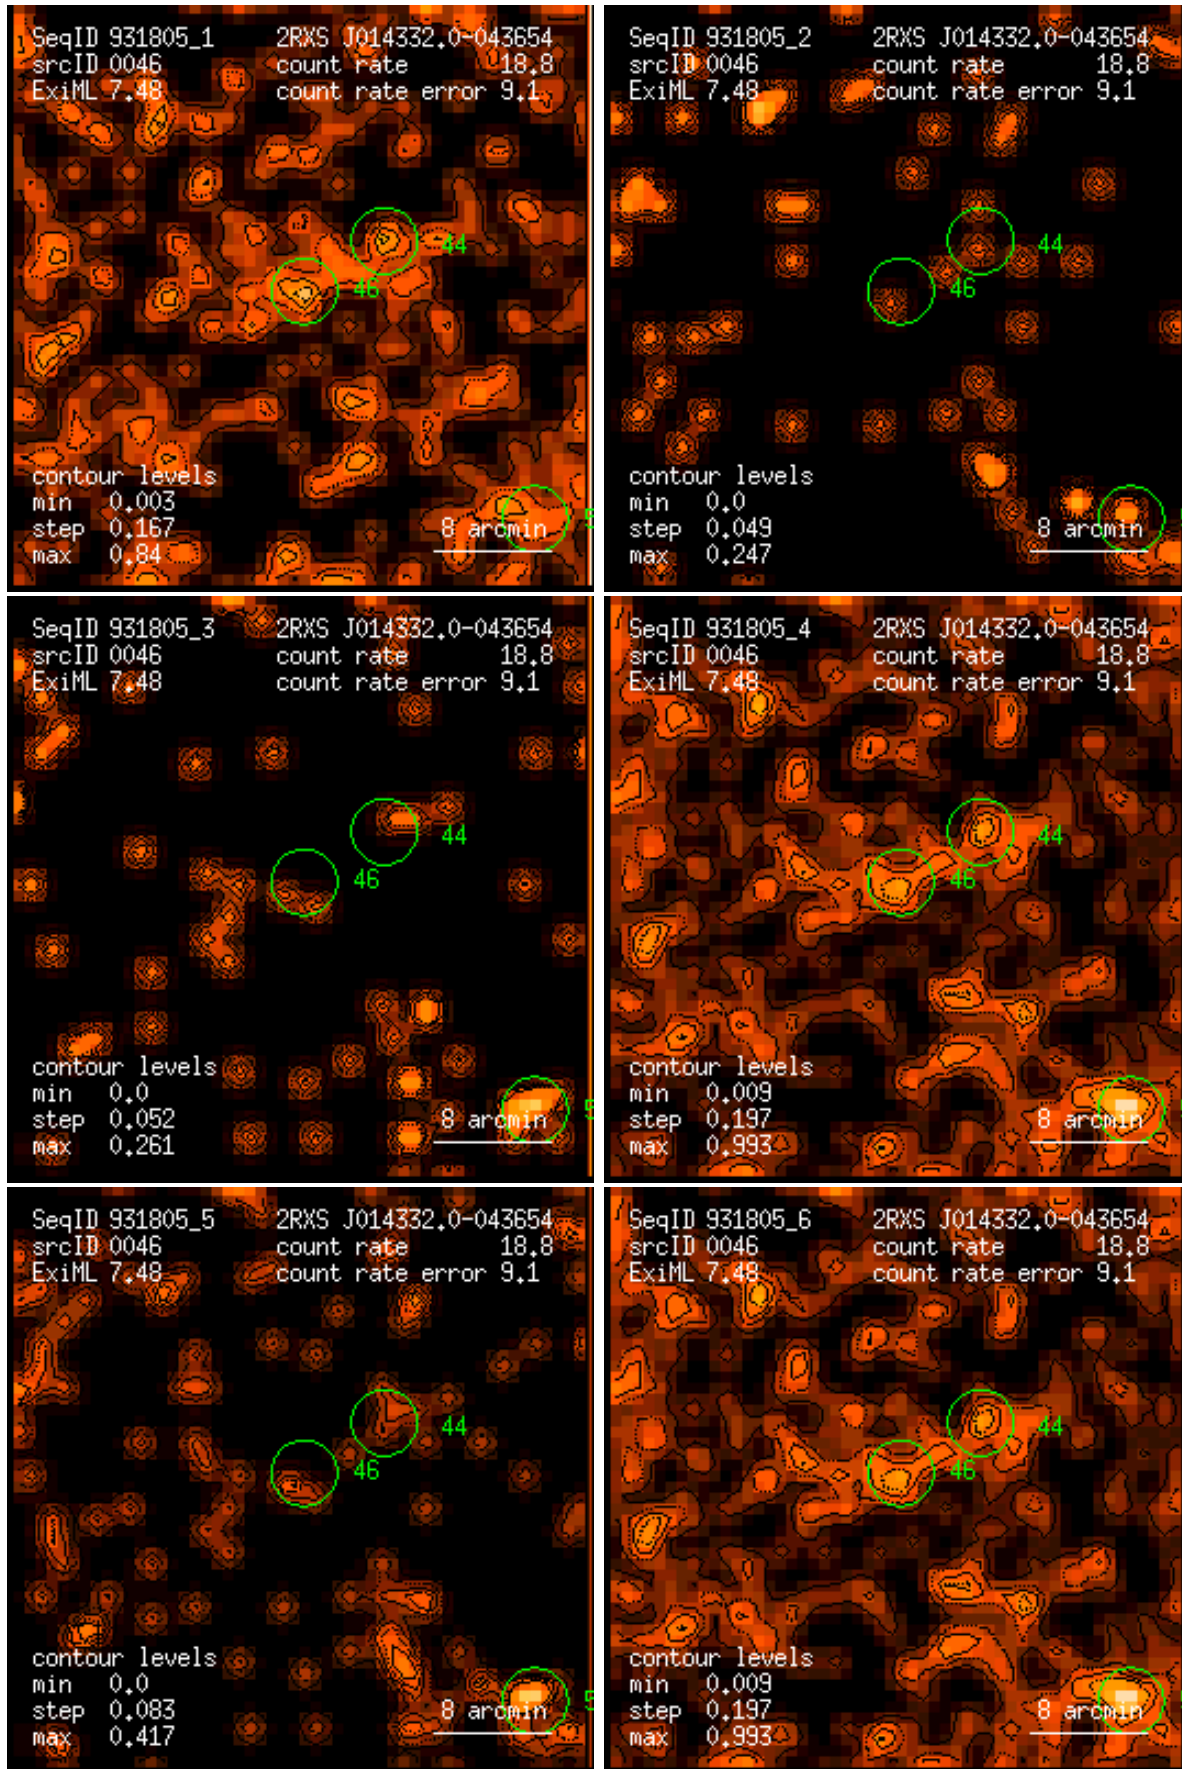 SeqID 931805_1 2RXS J014332.0-043654
srcID 0046 count rate 18.8
ExiML 7.48 count rate error 9.1
44
46
contour levels
min 0.003
step 0.167 8 arcmin
max 0.84
SeqID 931805_2 2RXS J014332.0-043654
srcID 0046 count rate 18.8
ExiML 7.48 count rate error 9.1
44
46
contour levels
min 0.0
step 0.049 8 arcmin
max 0.247
SeqID 931805_3 2RXS J014332.0-043654
srcID 0046 count rate 18.8
ExiML 7.48 count rate error 9.1
44
46
contour levels
min 0.0
step 0.052 8 arcmin
max 0.261
SeqID 931805_4 2RXS J014332.0-043654
srcID 0046 count rate 18.8
ExiML 7.48 count rate error 9.1
44
46
contour levels
min 0.009
step 0.197 8 arcmin
max 0.993
SeqID 931805_5 2RXS J014332.0-043654
srcID 0046 count rate 18.8
ExiML 7.48 count rate error 9.1
44
46
contour levels
min 0.0
step 0.083 8 arcmin
max 0.417
SeqID 931805_6 2RXS J014332.0-043654
srcID 0046 count rate 18.8
ExiML 7.48 count rate error 9.1
44
46
contour levels
min 0.009
step 0.197 8 arcmin
max 0.993